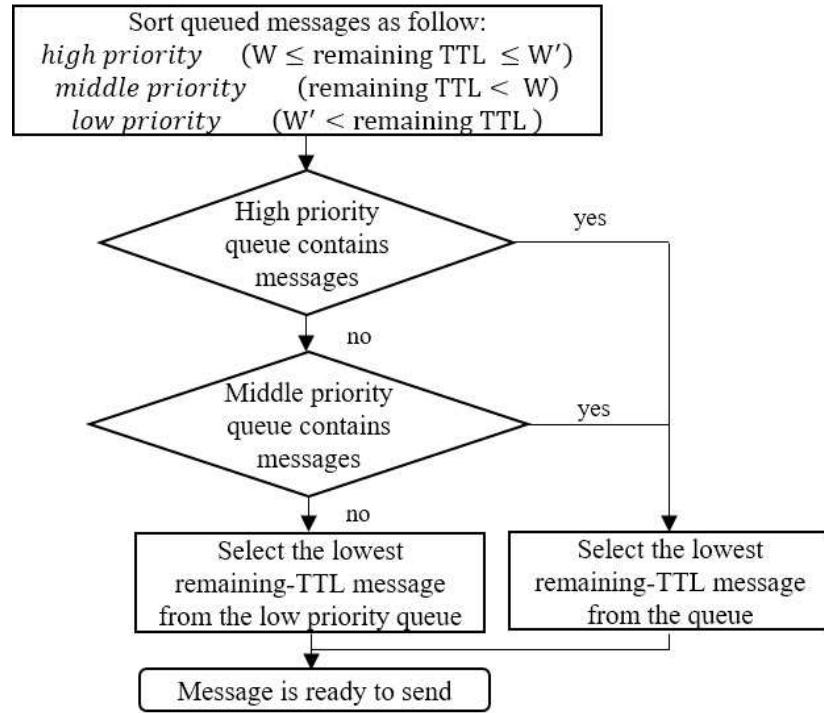 Sort queued messages as follow:
high priority (W ≤ remaining TTL ≤ W′)
middle priority (remaining TTL < W)
low priority (W′ < remaining TTL )
High priority
queue contains
messages
yes
no
Middle priority
queue contains
messages
yes
no
Select the lowest
remaining-TTL message
from the low priority queue
Select the lowest
remaining-TTL message
from the queue
Message is ready to send